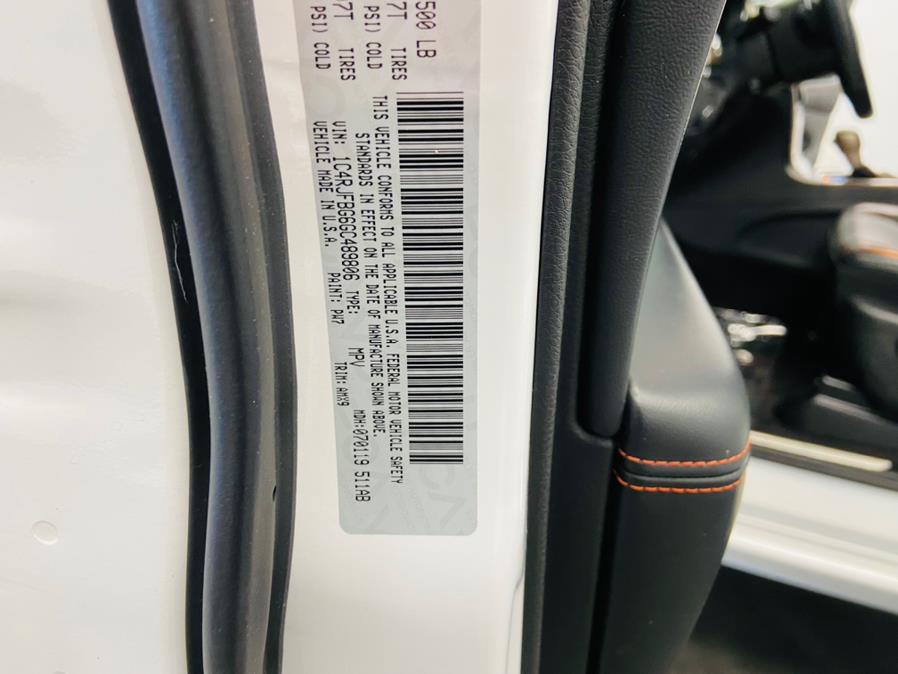 500 LB
7T TIRES
PSI) COLD
7T TIRES
PSI) COLD
THIS VEHICLE CONFORMS TO ALL APPLICABLE U.S.A. FEDERAL MOTOR VEHICLE SAFETY
STANDARDS IN EFFECT ON THE DATE OF MANUFACTURE SHOWN ABOVE.
VIN: 1C4RJFBG6GC489806 TYPE: MPV MDH:070119 511AB
VEHICLE MADE IN U.S.A. PAINT: PW7 TRIM:AMX9